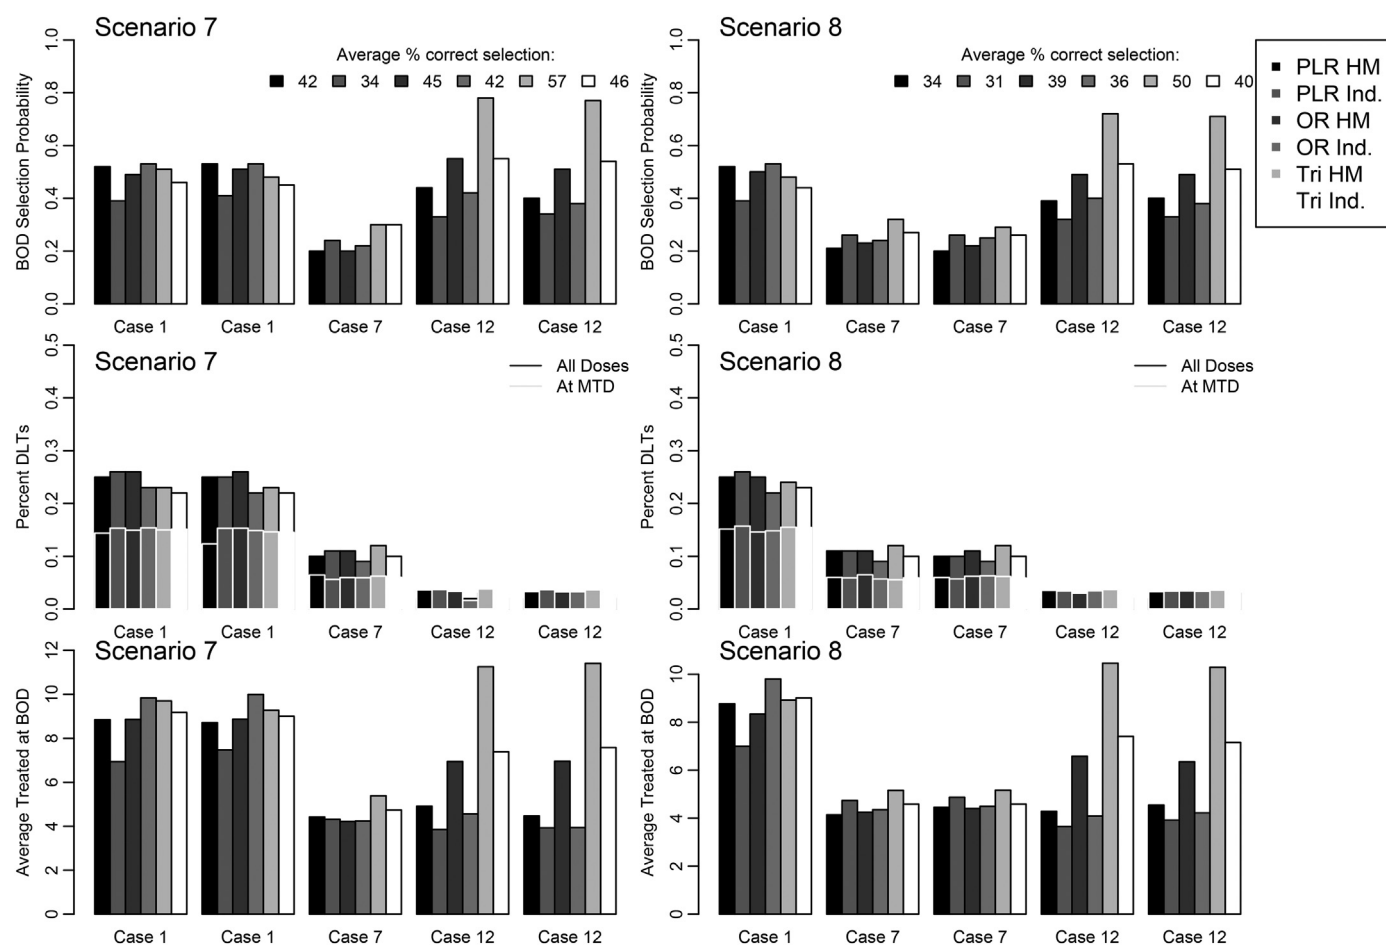 Scenario 7
Average % correct selection:
42 34 45 42 57 46
BOD Selection Probability
0.0 0.2 0.4 0.6 0.8 1.0
Case 1 Case 1 Case 7 Case 12 Case 12
Scenario 8
Average % correct selection:
34 31 39 36 50 40
BOD Selection Probability
0.0 0.2 0.4 0.6 0.8 1.0
Case 1 Case 7 Case 7 Case 12 Case 12
PLR HM
PLR Ind.
OR HM
OR Ind.
Tri HM
Tri Ind.
Scenario 7
All Doses
At MTD
Percent DLTs
0.0 0.1 0.2 0.3 0.4 0.5
Case 1 Case 1 Case 7 Case 12 Case 12
Scenario 8
All Doses
At MTD
Percent DLTs
0.0 0.1 0.2 0.3 0.4 0.5
Case 1 Case 7 Case 7 Case 12 Case 12
Scenario 7
Average Treated at BOD
0 2 4 6 8 10 12
Case 1 Case 1 Case 7 Case 12 Case 12
Scenario 8
Average Treated at BOD
0 2 4 6 8 10
Case 1 Case 7 Case 7 Case 12 Case 12